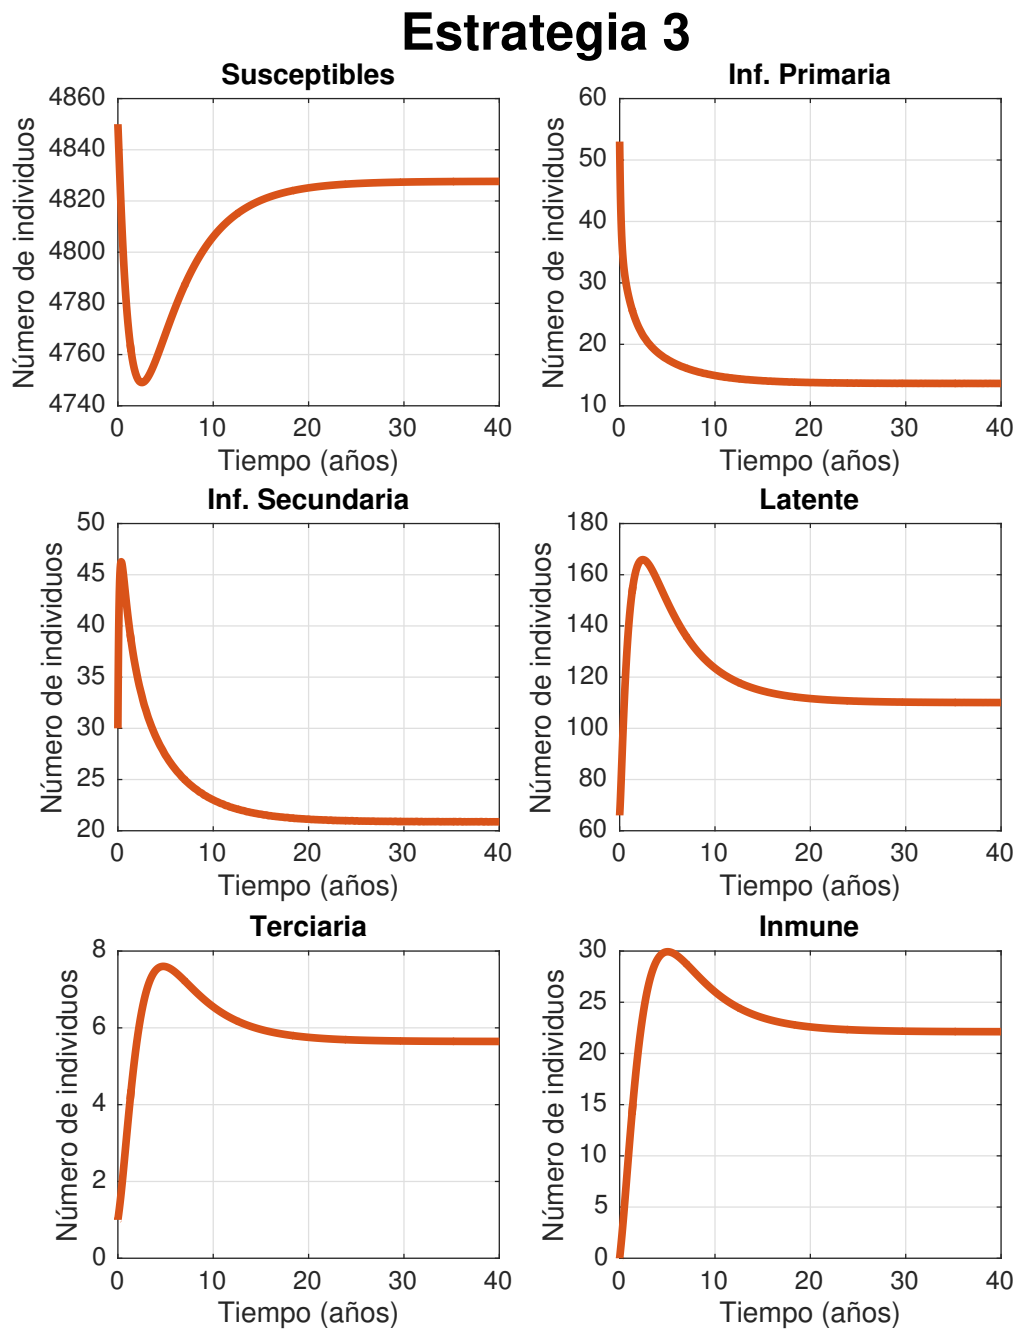 Estrategia 3
Susceptibles
Número de individuos
4860
4840
4820
4800
4780
4760
4740
0 10 20 30 40
Tiempo (años)
Inf. Primaria
Número de individuos
60
50
40
30
20
10
0 10 20 30 40
Tiempo (años)
Inf. Secundaria
Número de individuos
50
45
40
35
30
25
20
0 10 20 30 40
Tiempo (años)
Latente
Número de individuos
180
160
140
120
100
80
60
0 10 20 30 40
Tiempo (años)
Terciaria
Número de individuos
8
6
4
2
0
0 10 20 30 40
Tiempo (años)
Inmune
Número de individuos
30
25
20
15
10
5
0
0 10 20 30 40
Tiempo (años)